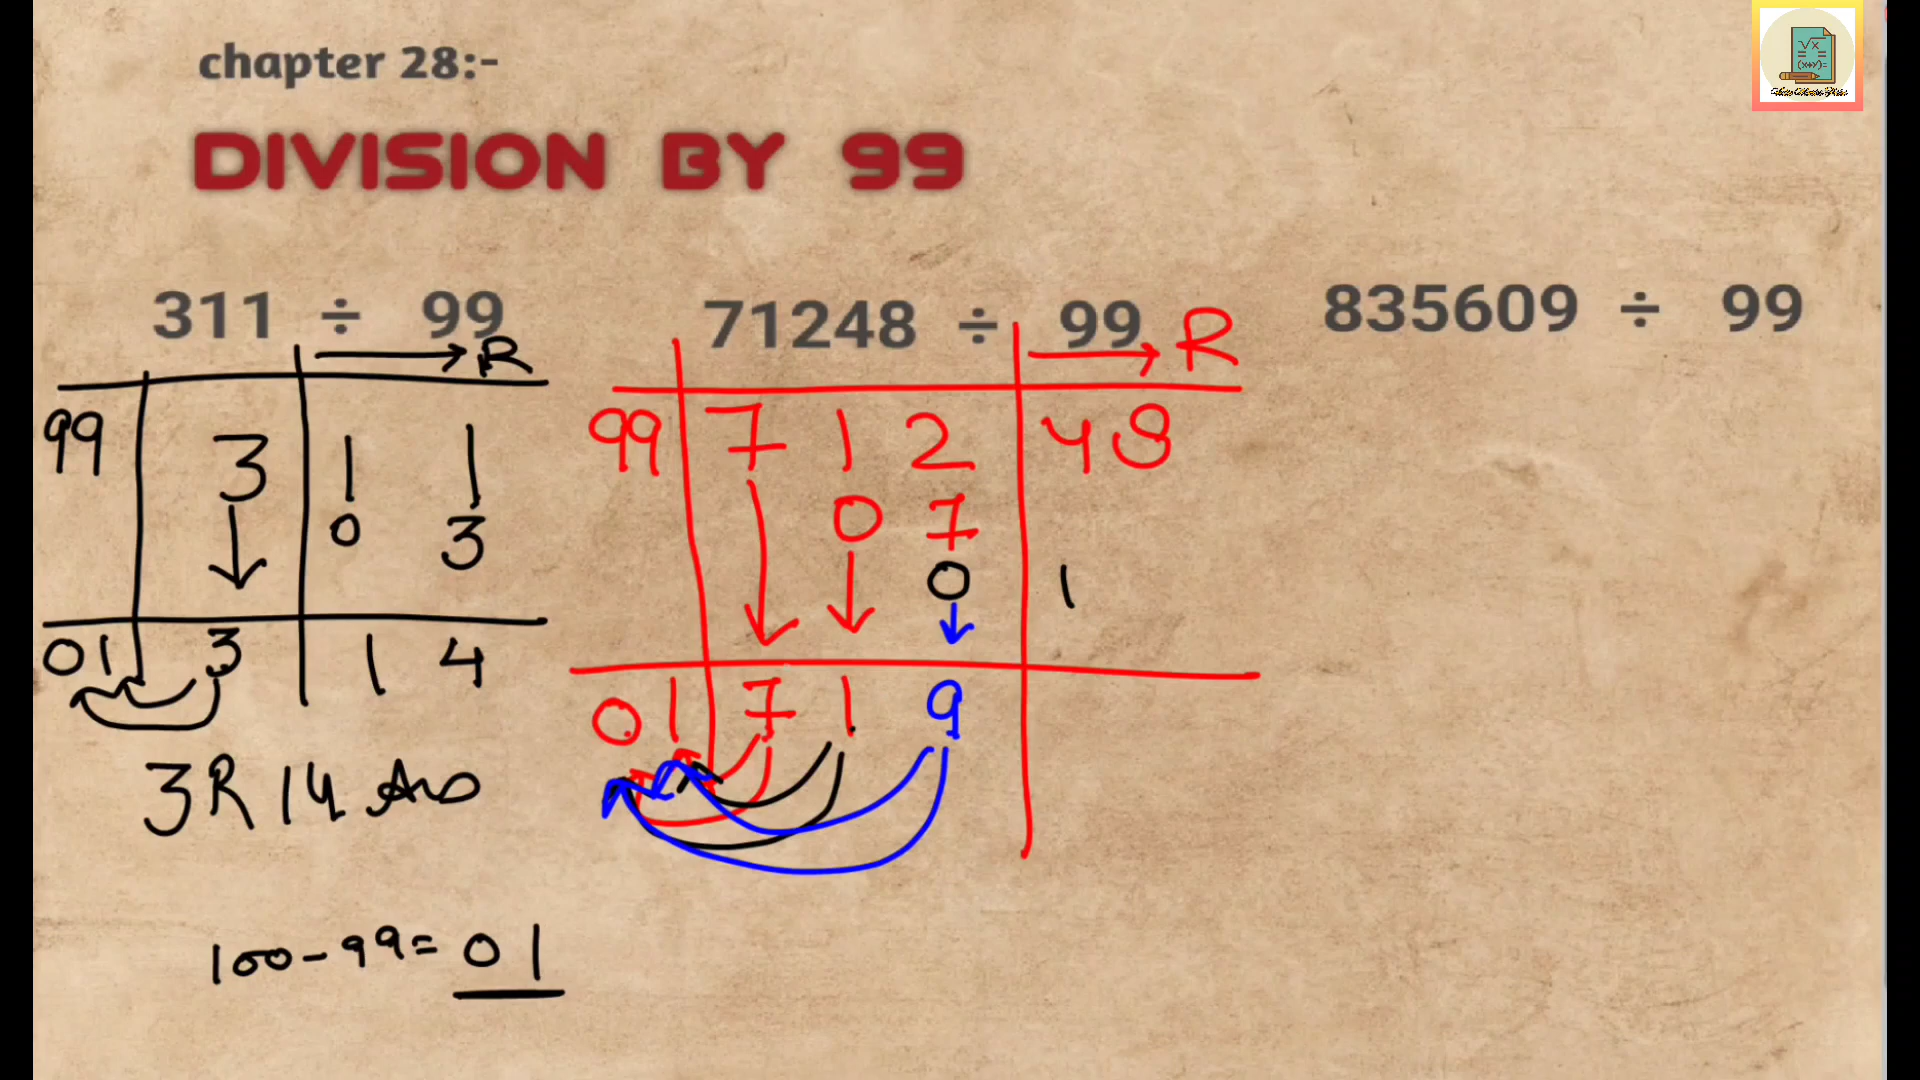 chapter 28:-
DIVISION BY 99
311 ÷ 99
R
99 3 1 1
0 3
01 3 1 4
3 R 14 Ans
100-99= 01
71248 ÷ 99
R
99 7 1 2 4 8
0 7
0 1
01 7 1 9
835609 ÷ 99
√x
(x+y)=